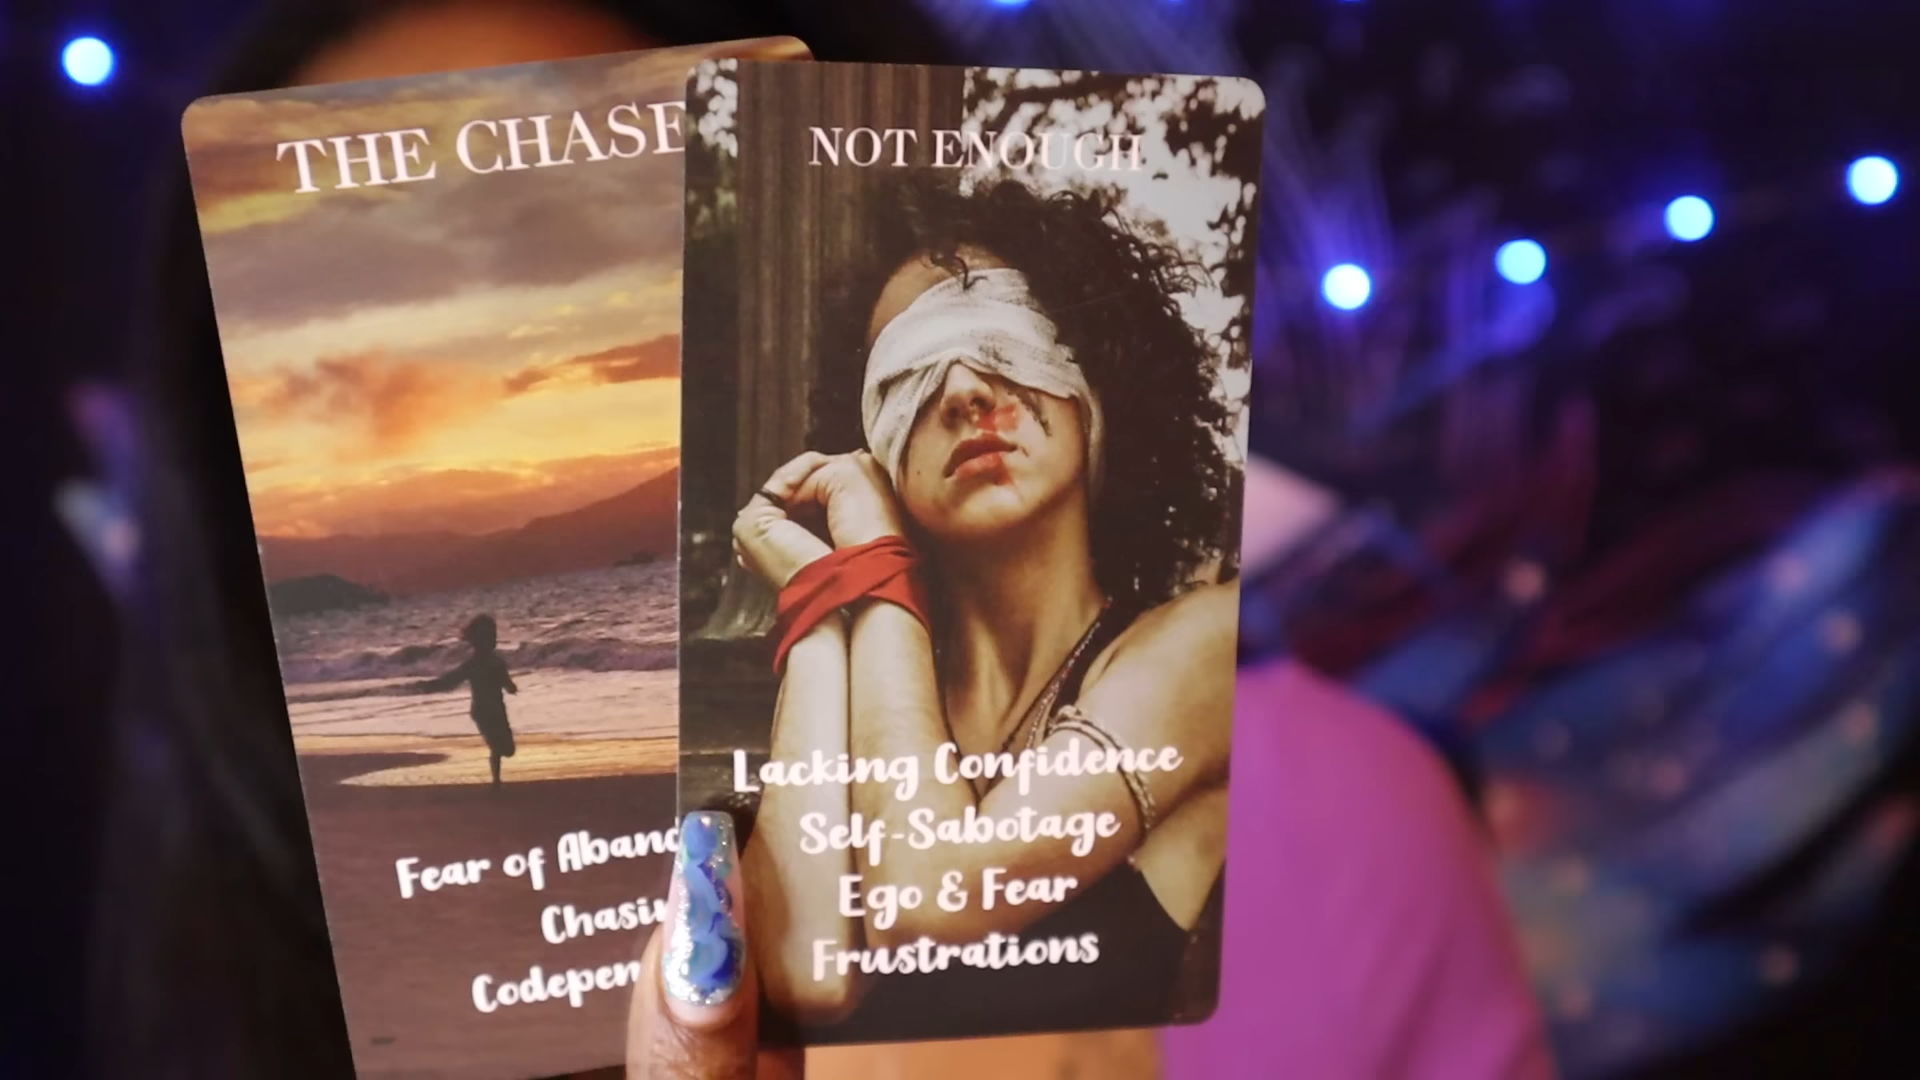 THE CHASE
Fear of
NOT ENOUGH
Lacking Confidence
Self-Sabotage
Ego & Fear
Frustrations